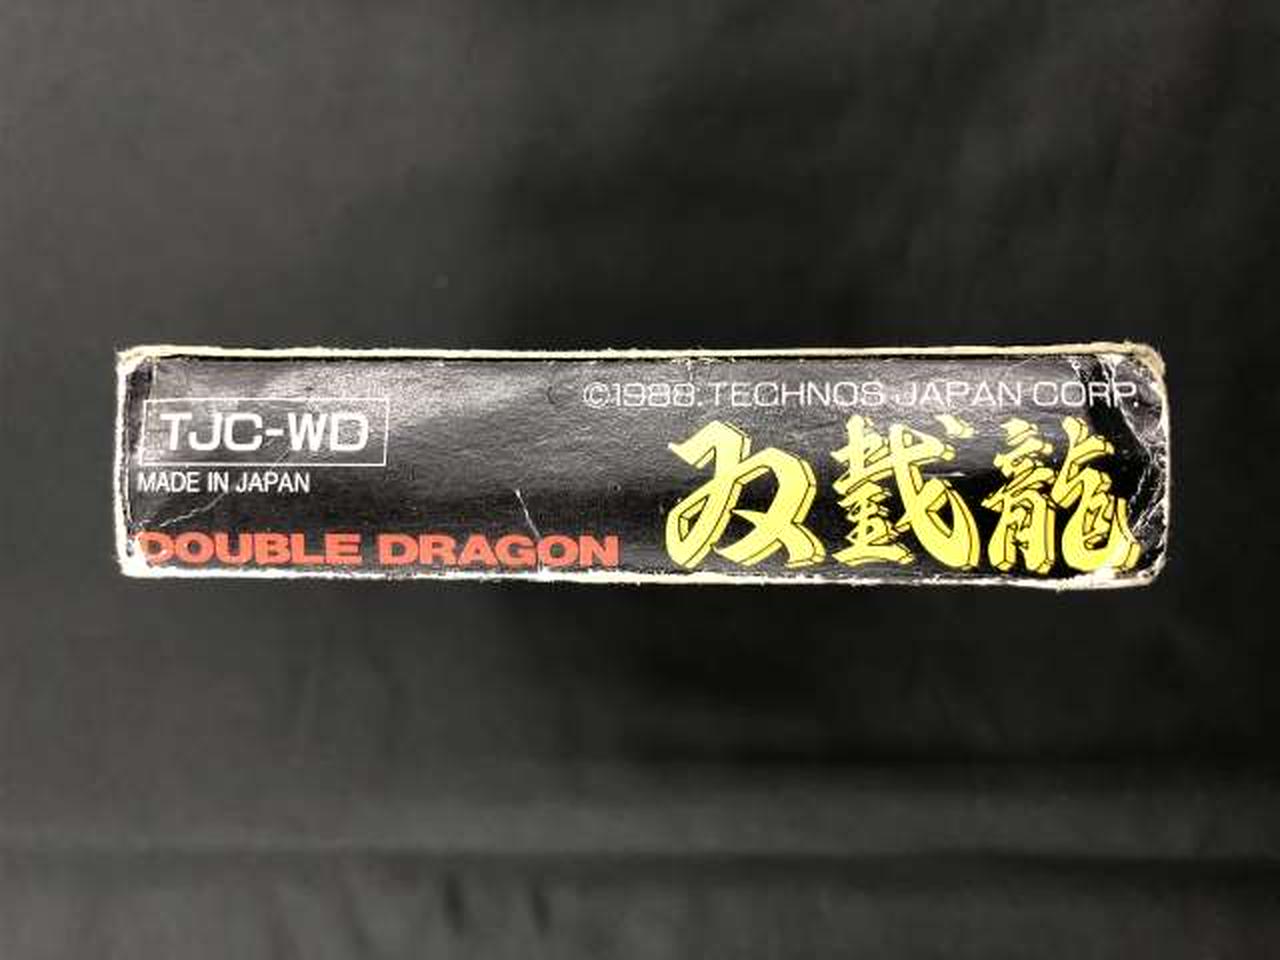 ©1988. TECHNOS JAPAN CORP.
TJC-WD
MADE IN JAPAN
DOUBLE DRAGON
双截龍